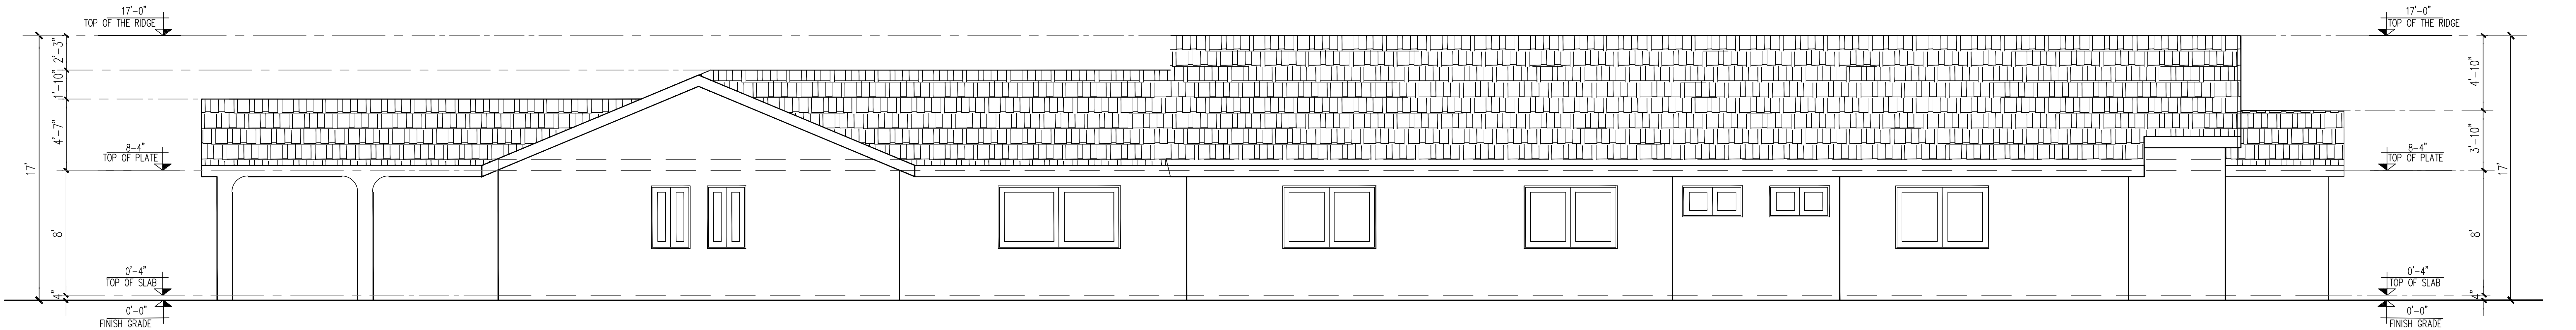 17'-0"
TOP OF THE RIDGE
2'-3"
1'-10"
4'-7"
17'
8-4"
TOP OF PLATE
8'
0'-4"
TOP OF SLAB
4"
0'-0"
FINISH GRADE
17'-0"
TOP OF THE RIDGE
4'-10"
3'-10"
17'
8-4"
TOP OF PLATE
8'
0'-4"
TOP OF SLAB
4"
0'-0"
FINISH GRADE